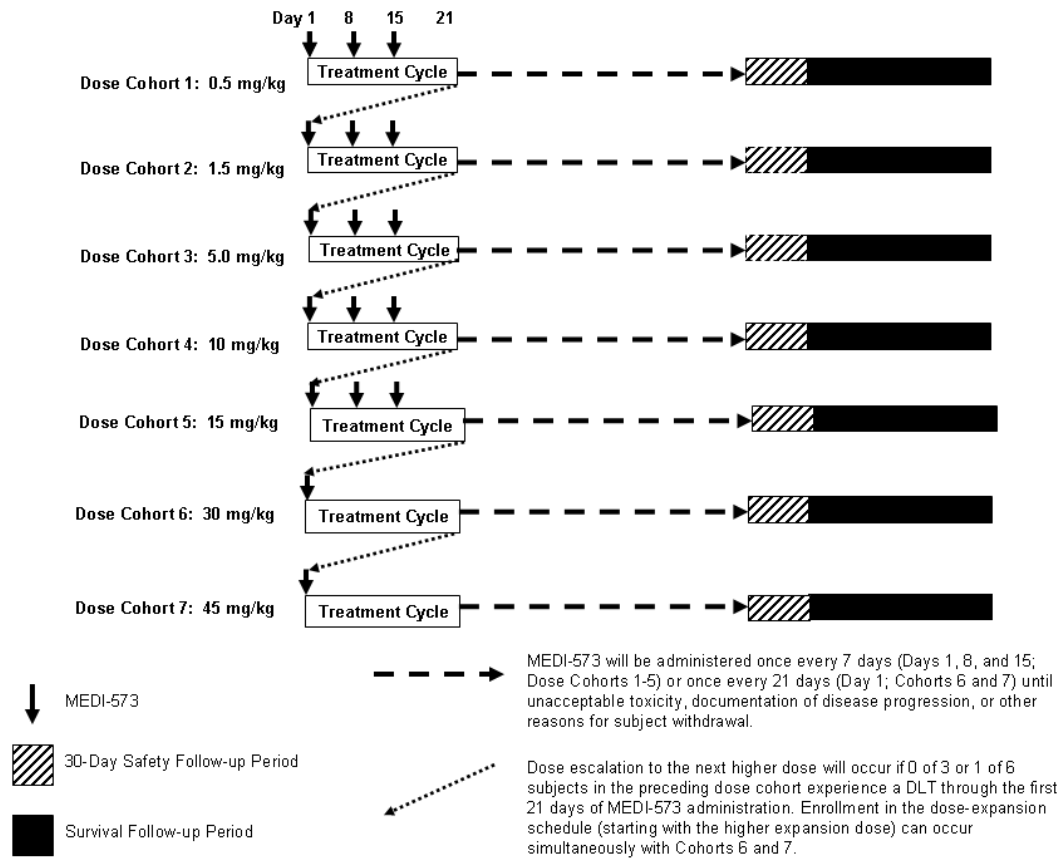 Day 1 8 15 21
Treatment Cycle
Dose Cohort 1: 0.5 mg/kg
Treatment Cycle
Dose Cohort 2: 1.5 mg/kg
Treatment Cycle
Dose Cohort 3: 5.0 mg/kg
Treatment Cycle
Dose Cohort 4: 10 mg/kg
Treatment Cycle
Dose Cohort 5: 15 mg/kg
Treatment Cycle
Dose Cohort 6: 30 mg/kg
Treatment Cycle
Dose Cohort 7: 45 mg/kg
MEDI-573
30-Day Safety Follow-up Period
Survival Follow-up Period
MEDI-573 will be administered once every 7 days (Days 1, 8, and 15;
Dose Cohorts 1-5) or once every 21 days (Day 1; Cohorts 6 and 7) until
unacceptable toxicity, documentation of disease progression, or other
reasons for subject withdrawal.
Dose escalation to the next higher dose will occur if 0 of 3 or 1 of 6
subjects in the preceding dose cohort experience a DLT through the first
21 days of MEDI-573 administration. Enrollment in the dose-expansion
schedule (starting with the higher expansion dose) can occur
simultaneously with Cohorts 6 and 7.